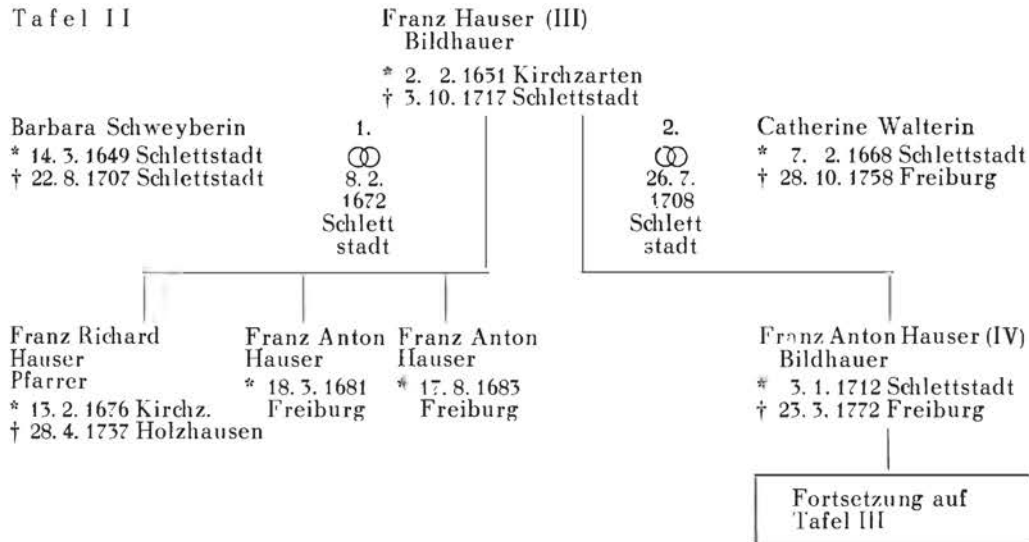 Tafel II
Franz Hauser (III)
Bildhauer
* 2. 2. 1651 Kirchzarten
† 3. 10. 1717 Schlettstadt
Barbara Schweyberin
* 14. 3. 1649 Schlettstadt
† 22. 8. 1707 Schlettstadt
1.
8. 2.
1672
Schlett
stadt
2.
26. 7.
1708
Schlett
stadt
Catherine Walterin
* 7. 2. 1668 Schlettstadt
† 28. 10. 1758 Freiburg
Franz Richard
Hauser
Pfarrer
* 13. 2. 1676 Kirchz.
† 28. 4. 1737 Holzhausen
Franz Anton
Hauser
* 18. 3. 1681
Freiburg
Franz Anton
Hauser
* 17. 8. 1683
Freiburg
Franz Anton Hauser (IV)
Bildhauer
* 3. 1. 1712 Schlettstadt
† 23. 3. 1772 Freiburg
Fortsetzung auf
Tafel III